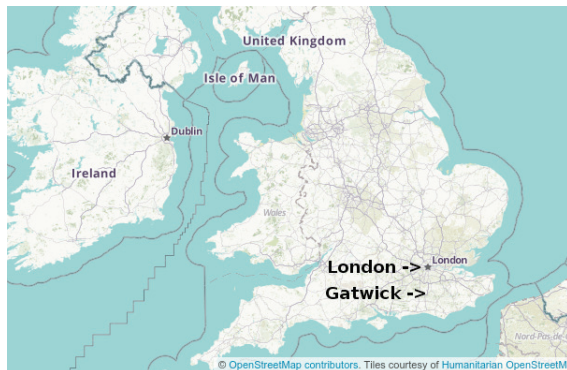 United Kingdom
Isle of Man
Dublin
Ireland
Wales
London -> London
Gatwick ->
Nord-Pas-de-C
© OpenStreetMap contributors. Tiles courtesy of Humanitarian OpenStreetM